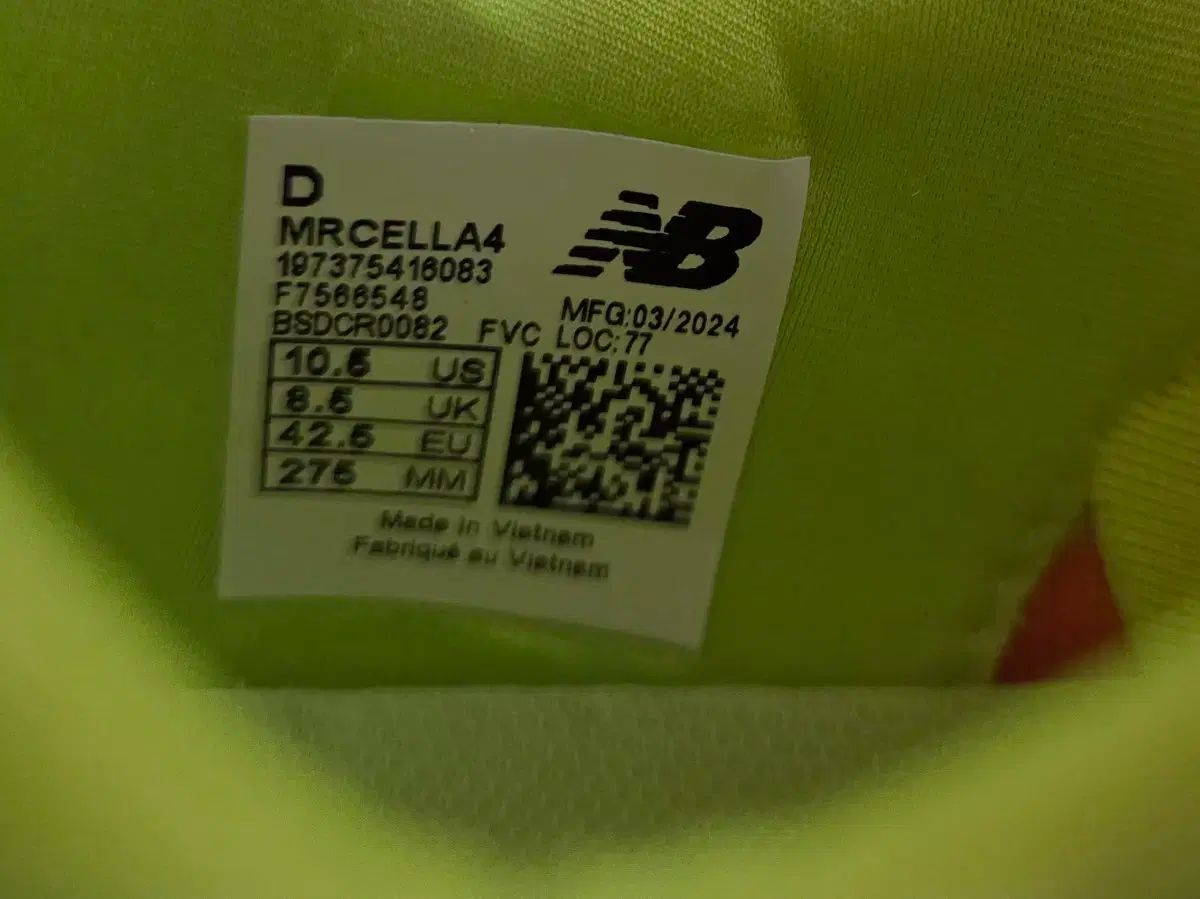 D
MRCELLA4
197375416083
F7566548
BSDCR0082 FVC LOC:77
NB
MFG:03/2024
10.5 US
8.5 UK
42.5 EU
275 MM
Made in Vietnam
Fabriqué au Vietnam